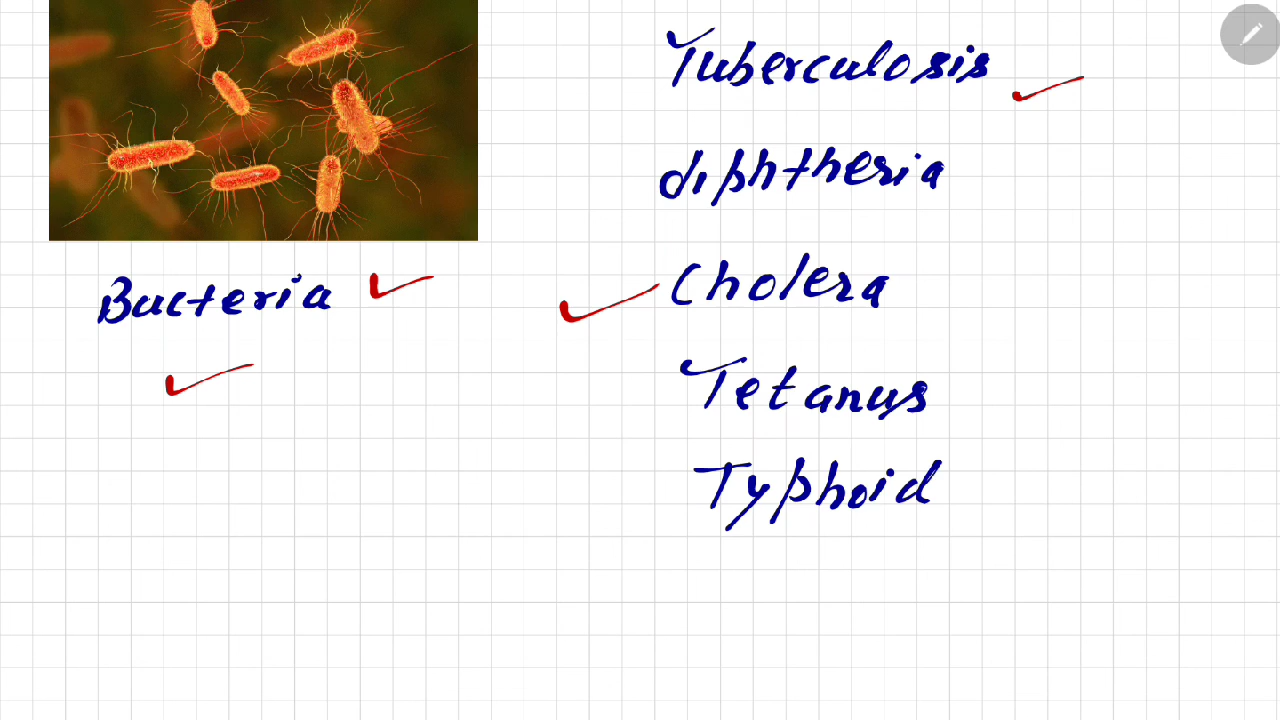 Tuberculosis
diphtheria
Bacteria
Cholera
Tetanus
Typhoid